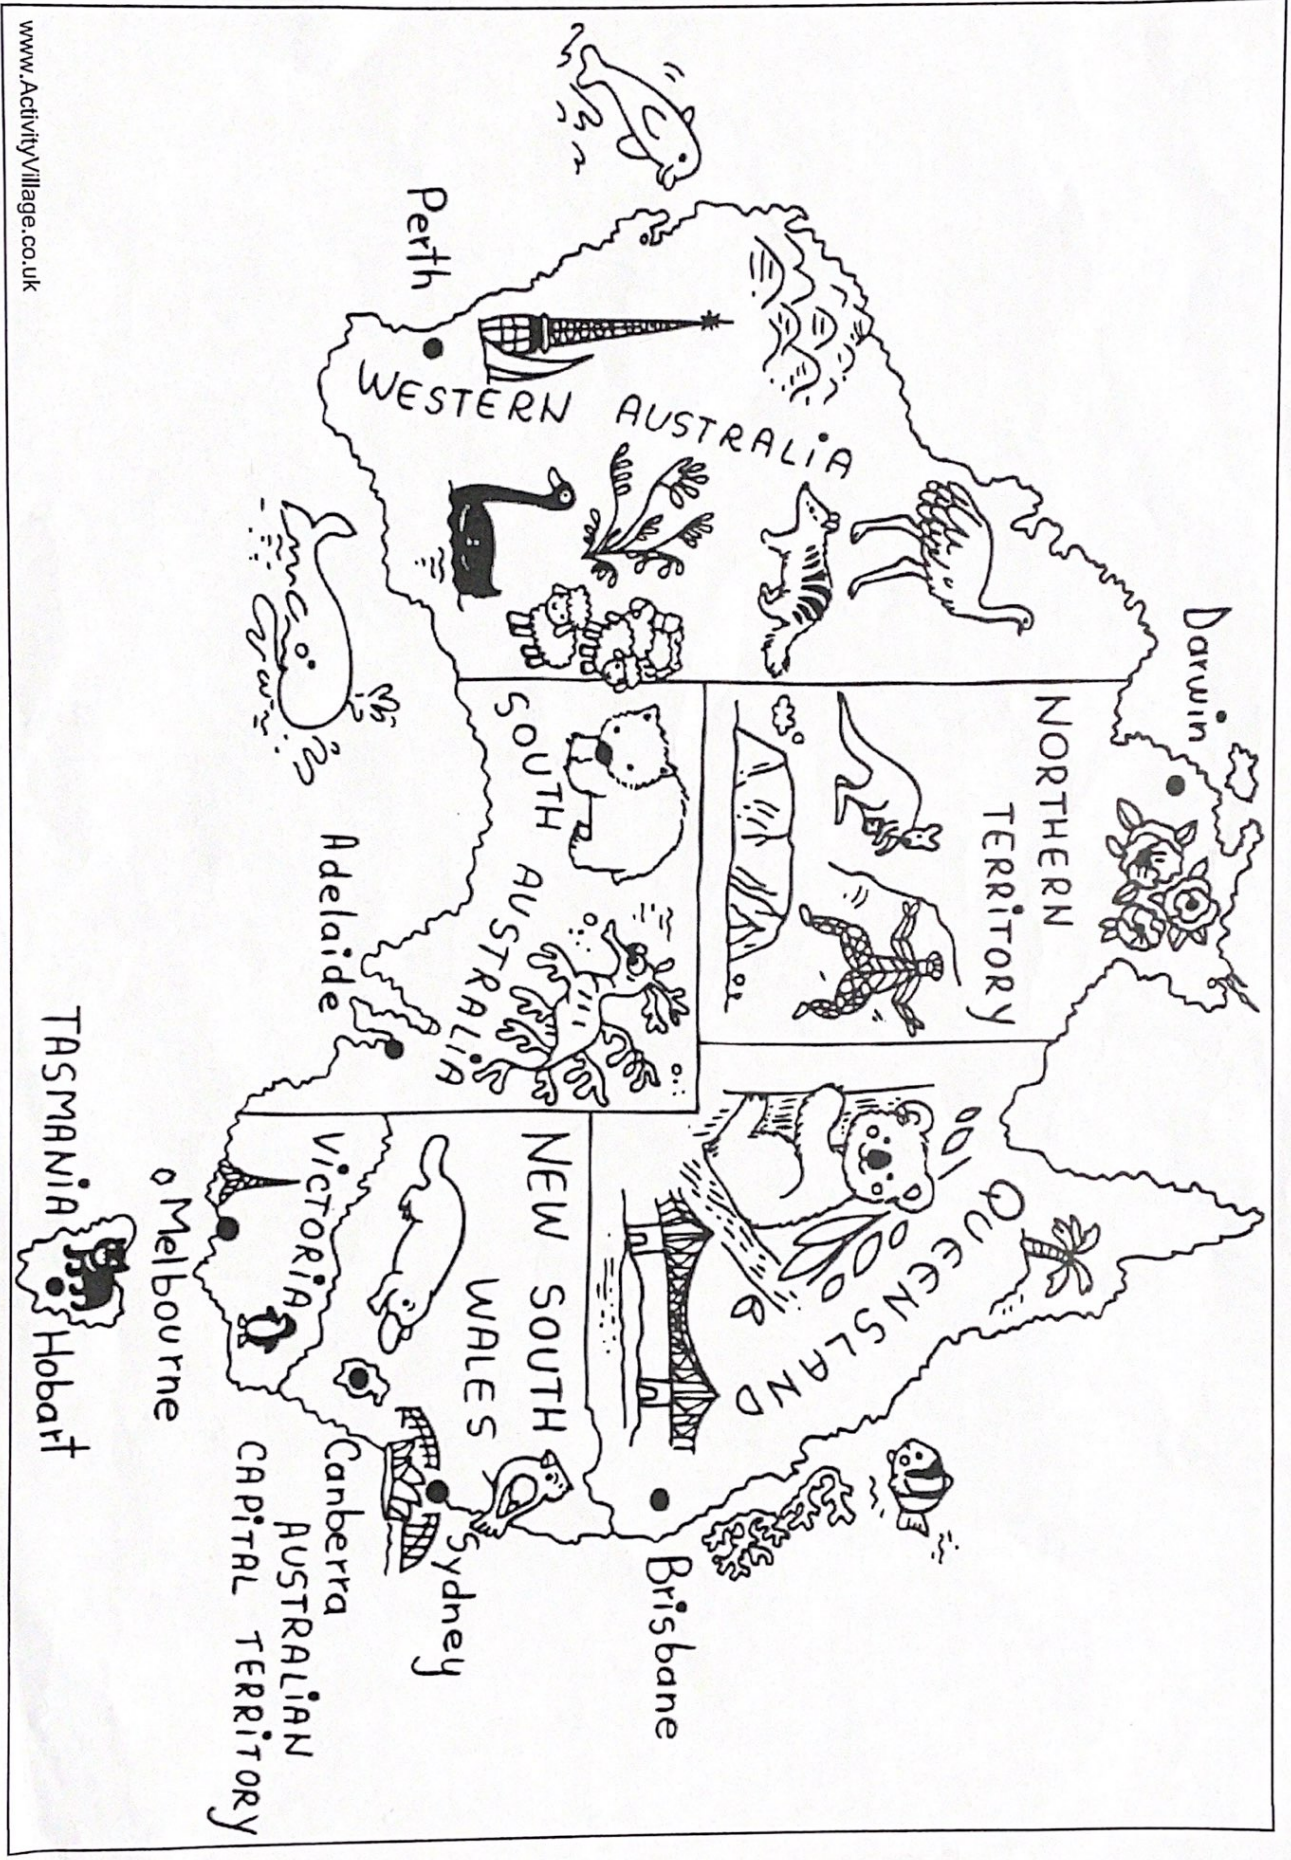 Darwin
NORTHERN
TERRITORY
QUEENSLAND
WESTERN AUSTRALIA
SOUTH AUSTRALIA
Brisbane
NEW SOUTH
WALES
Perth
Sydney
Adelaide
VICTORIA
Canberra
AUSTRALIAN
CAPITAL TERRITORY
Melbourne
TASMANIA
Hobart
www.ActivityVillage.co.uk